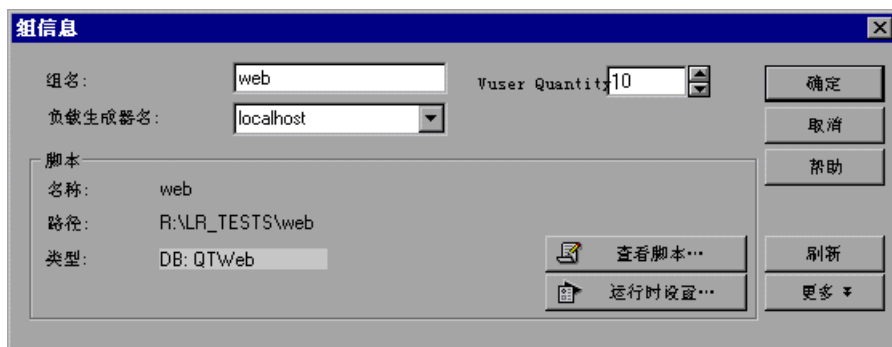 组信息
组名: web Vuser Quantity 10 确定
负载生成器名: localhost 取消
帮助
脚本
名称: web
路径: R:\LR_TESTS\web
类型: DB: QTWeb 查看脚本… 刷新
运行时设置… 更多